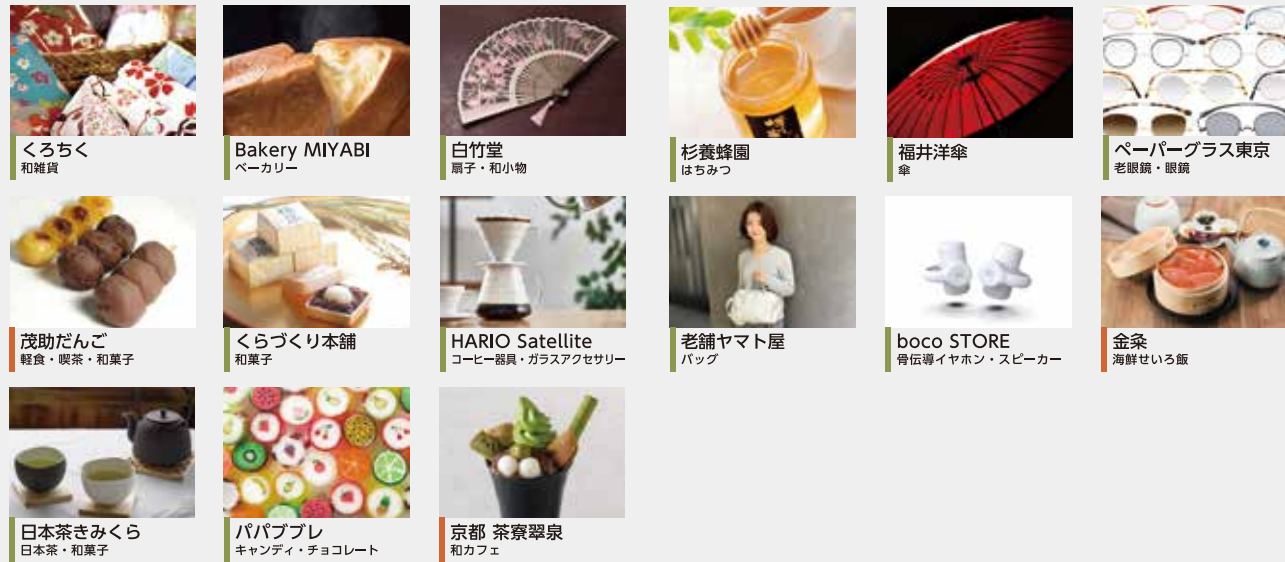 くろちく
和雑貨
Bakery MIYABI
ベーカリー
白竹堂
扇子・和小物
杉養蜂園
はちみつ
福井洋傘
傘
ペーパーグラス東京
老眼鏡・眼鏡
茂助だんご
軽食・喫茶・和菓子
くらづくり本舗
和菓子
HARIO Satellite
コーヒー器具・ガラスアクセサリー
老舗ヤマト屋
バッグ
boco STORE
骨伝導イヤホン・スピーカー
金粂
海鮮せいろ飯
日本茶きみくら
日本茶・和菓子
パパブブレ
キャンディ・チョコレート
京都 茶寮翠泉
和カフェ